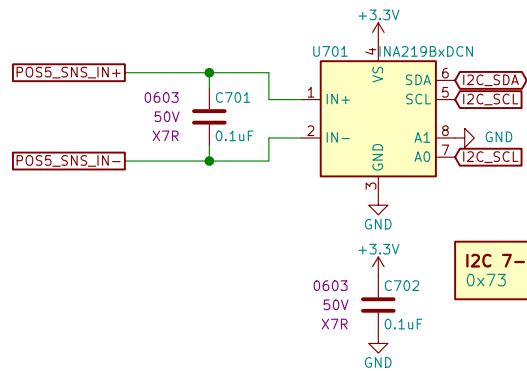 +3.3V
U701
INA219BxDCN
4
VS
POS5_SNS_IN+
0603
50V
X7R
C701
0.1uF
1 IN+
2 IN-
SDA 6 I2C_SDA
SCL 5 I2C_SCL
A1 8 GND
A0 7 I2C_SCL
POS5_SNS_IN-
GND
3
GND
+3.3V
0603
50V
X7R
C702
0.1uF
GND
I2C 7-
0x73